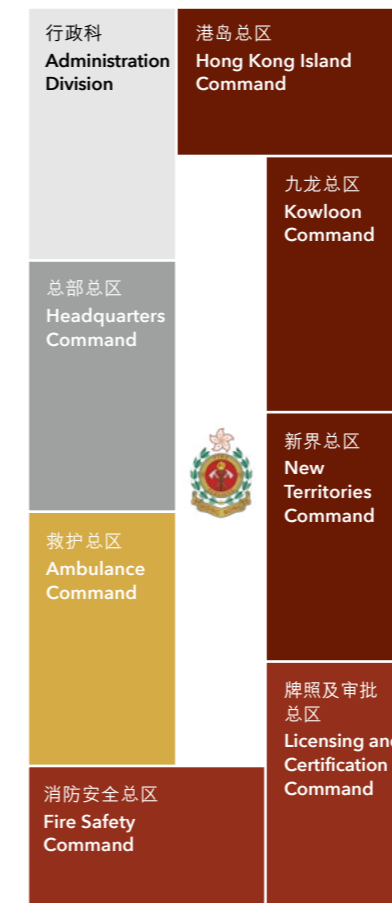 行政科
Administration
Division
港岛总区
Hong Kong Island
Command
九龙总区
Kowloon
Command
总部总区
Headquarters
Command
新界总区
New
Territories
Command
救护总区
Ambulance
Command
牌照及审批
总区
Licensing and
Certification
Command
消防安全总区
Fire Safety
Command